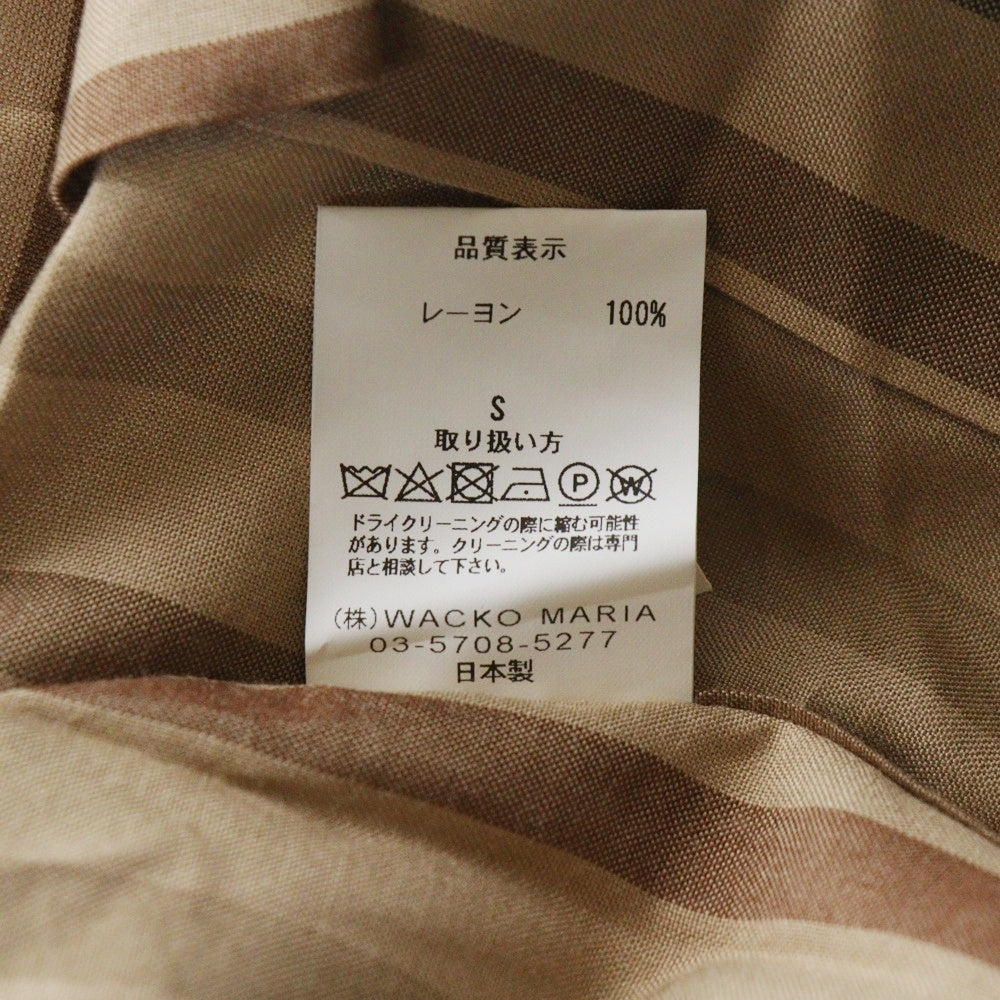 品質表示
レーヨン 100%
S
取り扱い方
P W
ドライクリーニングの際に縮む可能性
があります。クリーニングの際は専門
店と相談して下さい。
(株)WACKO MARIA
03-5708-5277
日本製